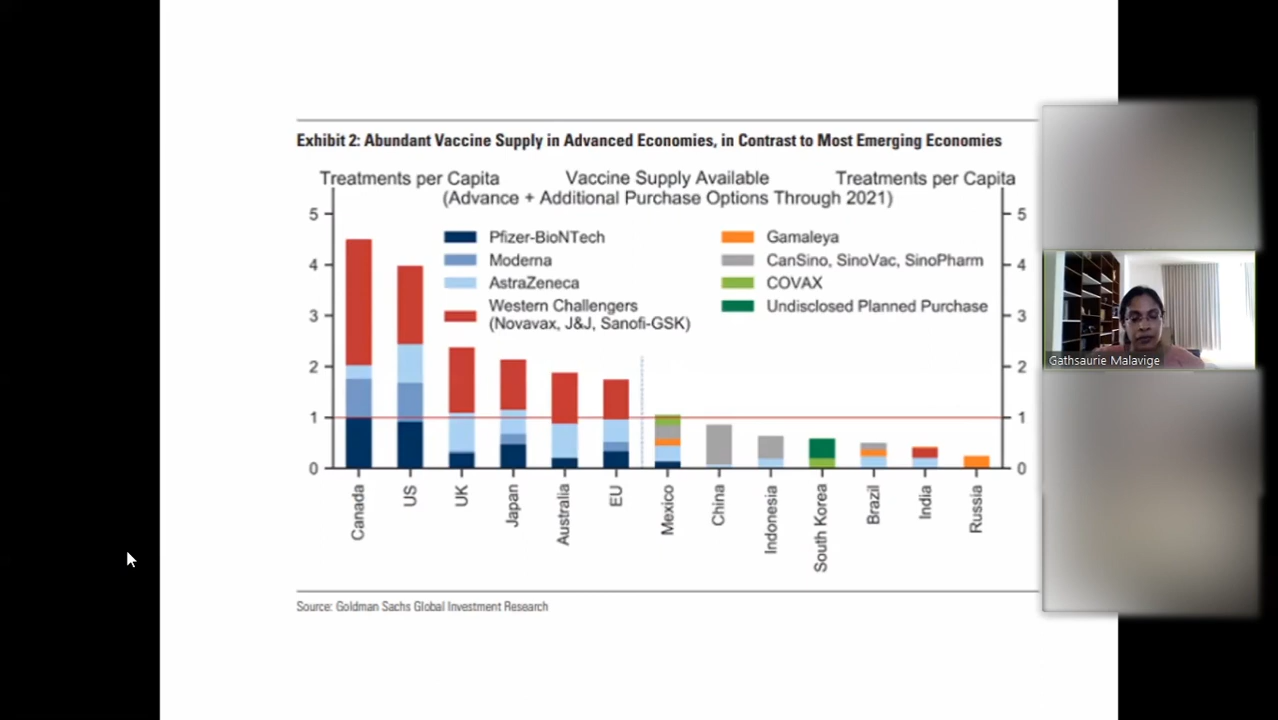 Exhibit 2: Abundant Vaccine Supply in Advanced Economies, in Contrast to Most Emerging Economies
Treatments per Capita
Vaccine Supply Available
Treatments per Capita
(Advance + Additional Purchase Options Through 2021)
5
5
Pfizer-BioNTech
Gamaleya
Moderna
CanSino, SinoVac, SinoPharm
4
4
AstraZeneca
COVAX
Western Challengers
(Novavax, J&J, Sanofi-GSK)
Undisclosed Planned Purchase
3
3
2
2
1
1
0
0
Canada
US
UK
Japan
Australia
EU
Mexico
China
Indonesia
South Korea
Brazil
India
Russia
Source: Goldman Sachs Global Investment Research
Gathsaurie Malavige